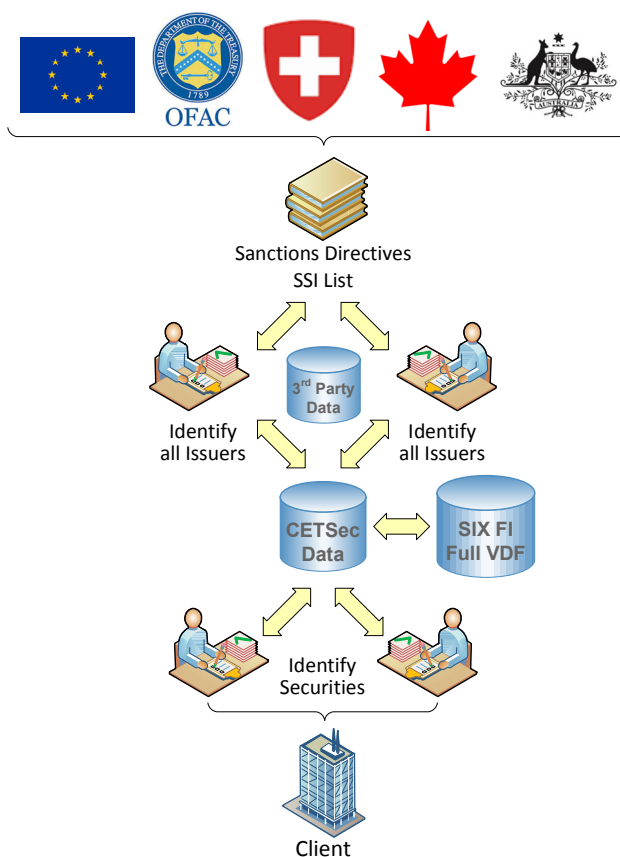 THE DEPARTMENT OF THE TREASURY
1789
OFAC
AUSTRALIA
Sanctions Directives
SSI List
3rd Party
Data
Identify
all Issuers
Identify
all Issuers
CETSec
Data
SIX FI
Full VDF
Identify
Securities
Client